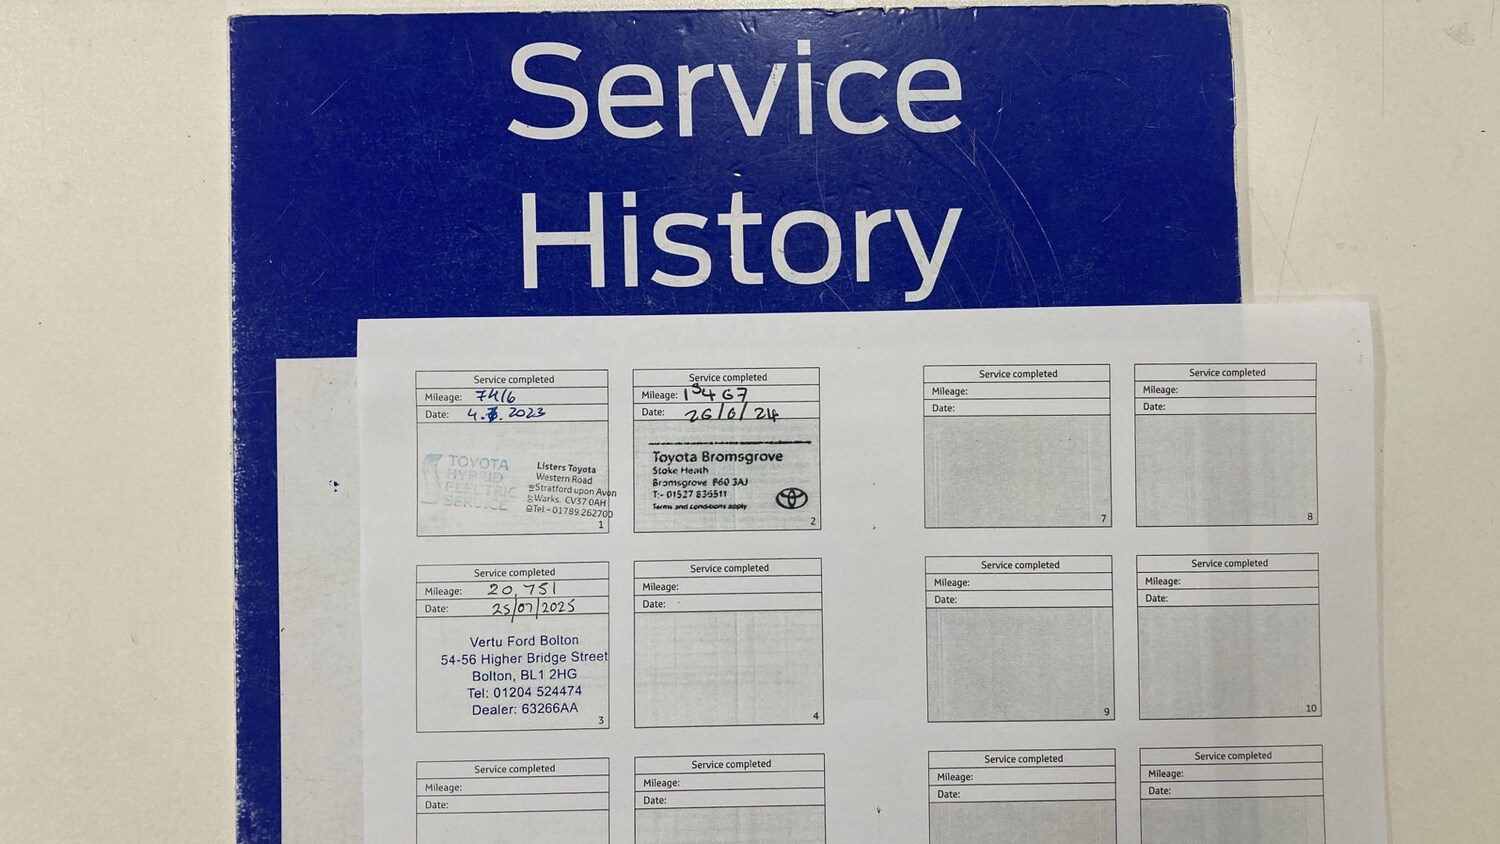 Service
History
Service completed
Mileage: 7416
Date: 4.7.2023
TOYOTA
HYBRID
ELECTRIC
SERVICE
Listers Toyota
Western Road
Stratford upon Avon
Warks. CV37 0AH
Tel:- 01789 262700
1
Service completed
Mileage: 13467
Date: 26/6/24
Toyota Bromsgrove
Stoke Heath
Bromsgrove B60 3AJ
T:- 01527 836511
Terms and conditions apply
2
Service completed
Mileage:
Date:
7
Service completed
Mileage:
Date:
8
Service completed
Mileage: 20,751
Date: 25/07/2025
Vertu Ford Bolton
54-56 Higher Bridge Street
Bolton, BL1 2HG
Tel: 01204 524474
Dealer: 63266AA
3
Service completed
Mileage:
Date:
4
Service completed
Mileage:
Date:
9
Service completed
Mileage:
Date:
10
Service completed
Mileage:
Date:
Service completed
Mileage:
Date:
Service completed
Mileage:
Date:
Service completed
Mileage:
Date: